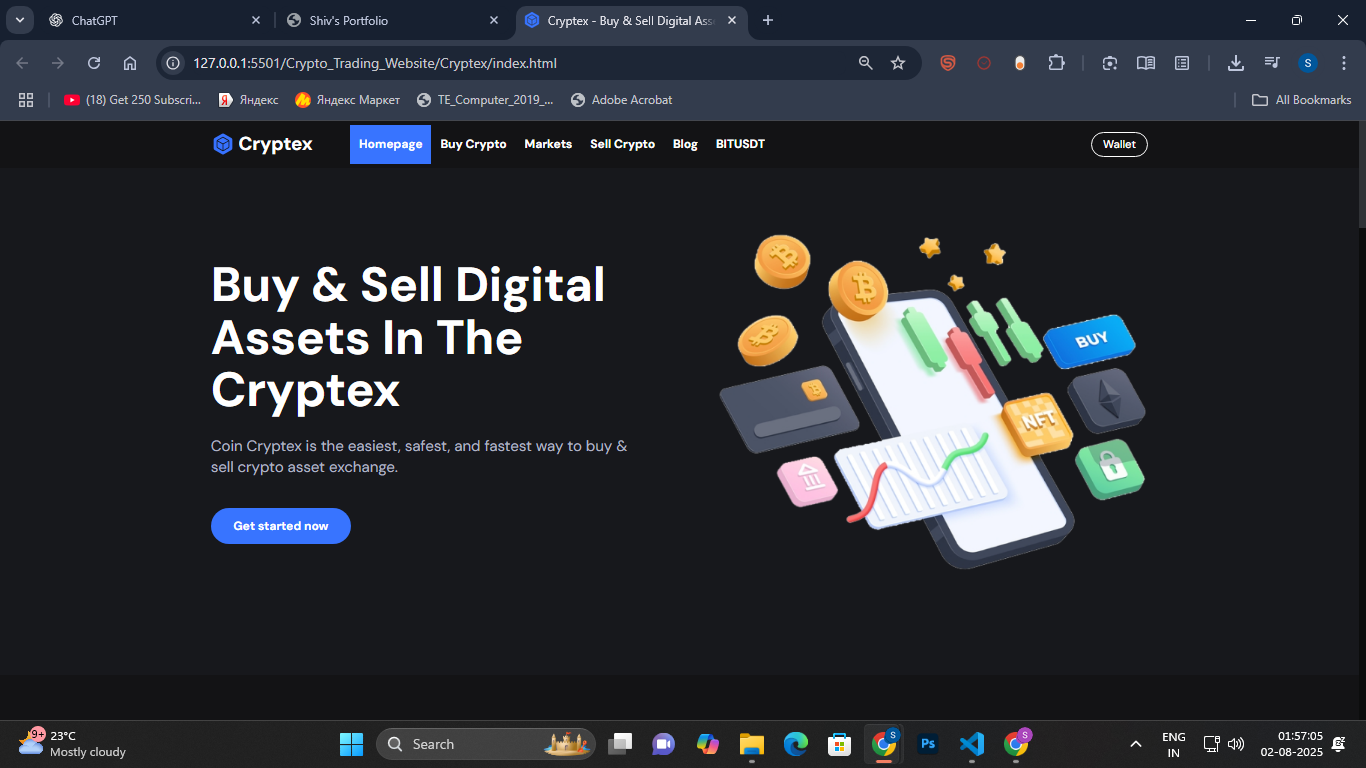 ChatGPT
Shiv's Portfolio
Cryptex - Buy & Sell Digital Ass
127.0.0.1:5501/Crypto_Trading_Website/Cryptex/index.html
S
(18) Get 250 Subscri...
Яндекс
Яндекс Маркет
TE_Computer_2019_...
Adobe Acrobat
All Bookmarks
Cryptex
Homepage
Buy Crypto
Markets
Sell Crypto
Blog
BITUSDT
Wallet
Buy & Sell Digital
Assets In The
Cryptex
Coin Cryptex is the easiest, safest, and fastest way to buy &
sell crypto asset exchange.
Get started now
BUY
NFT
9+
23°C
Mostly cloudy
Search
S
Ps
S
ENG
IN
01:57:05
02-08-2025